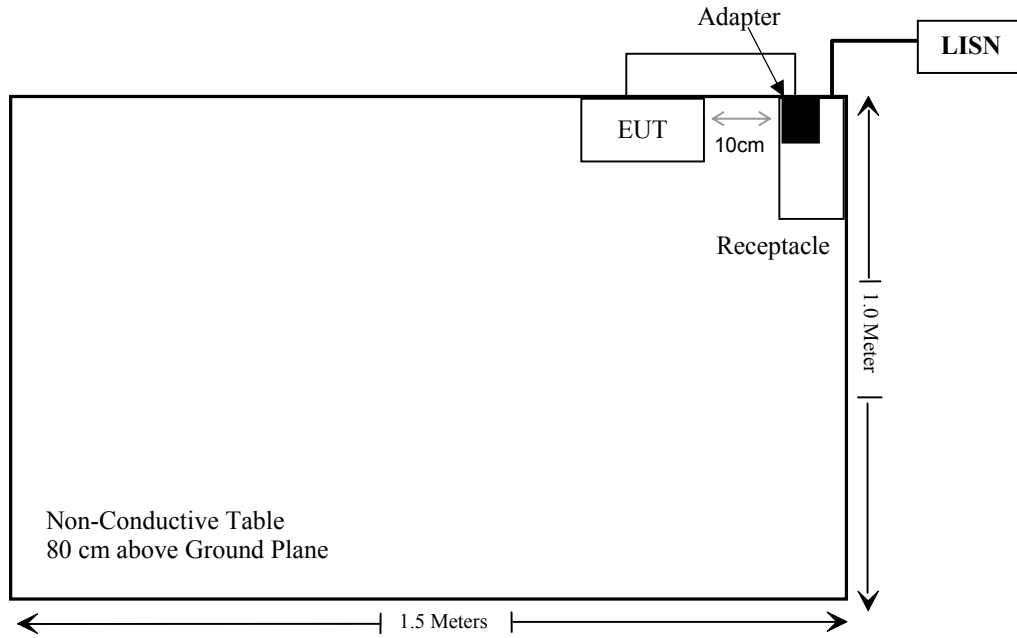 Adapter
LISN
EUT
10cm
Receptacle
1.0 Meter
Non-Conductive Table
80 cm above Ground Plane
1.5 Meters